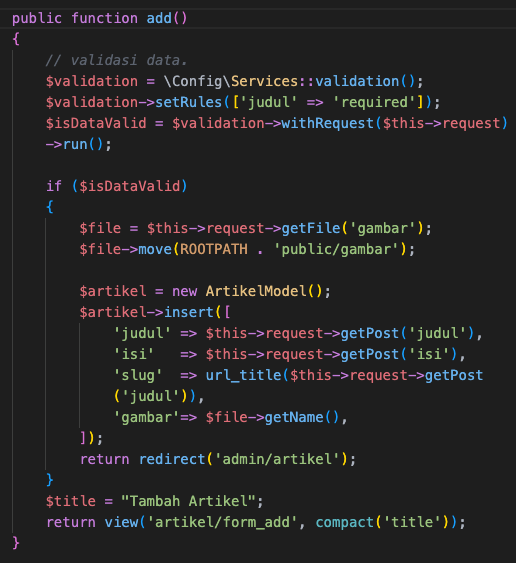 public function add()
{
    // validasi data.
    $validation = \Config\Services::validation();
    $validation->setRules(['judul' => 'required']);
    $isDataValid = $validation->withRequest($this->request)
    ->run();

    if ($isDataValid)
    {
        $file = $this->request->getFile('gambar');
        $file->move(ROOTPATH . 'public/gambar');

        $artikel = new ArtikelModel();
        $artikel->insert([
            'judul' => $this->request->getPost('judul'),
            'isi'   => $this->request->getPost('isi'),
            'slug'  => url_title($this->request->getPost
            ('judul')),
            'gambar'=> $file->getName(),
        ]);
        return redirect('admin/artikel');
    }
    $title = "Tambah Artikel";
    return view('artikel/form_add', compact('title'));
}